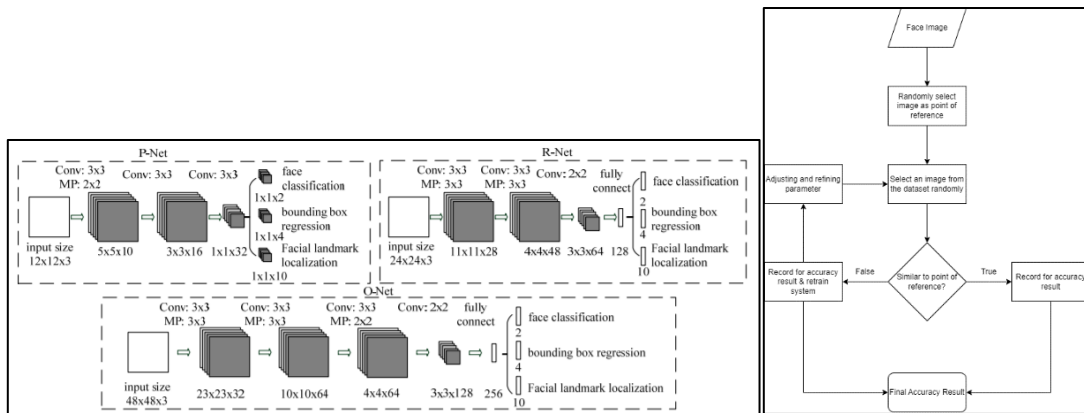 P-Net
Conv: 3x3
MP: 2x2
Conv: 3x3
Conv: 3x3
face
classification
1x1x2
bounding box
regression
1x1x4
Facial landmark
localization
1x1x10
input size
12x12x3
5x5x10
3x3x16
1x1x32
R-Net
Conv: 3x3
MP: 3x3
Conv: 3x3
MP: 3x3
Conv: 2x2
fully
connect
face classification
2
bounding box
regression
4
Facial landmark
localization
10
input size
24x24x3
11x11x28
4x4x48
3x3x64
128
O-Net
Conv: 3x3
MP: 3x3
Conv: 3x3
MP: 3x3
Conv: 3x3
MP: 2x2
Conv: 2x2
fully
connect
face classification
2
bounding box regression
4
Facial landmark localization
10
input size
48x48x3
23x23x32
10x10x64
4x4x64
3x3x128
256
Face Image
Randomly select
image as point of
reference
Adjusting and refining
parameter
Select an image from
the dataset randomly
Record for accuracy
result & retrain
system
False
Similar to point of
reference?
True
Record for accuracy
result
Final Accuracy Result